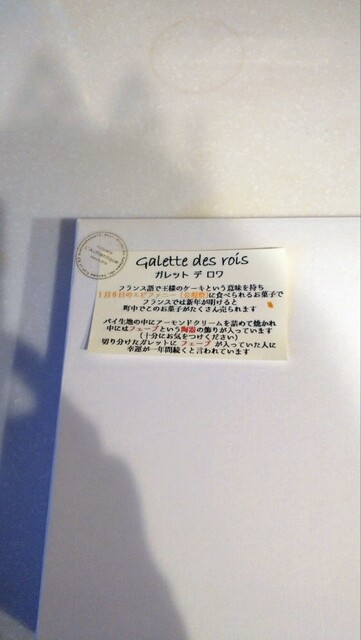 Galette des rois
ガレット デ ロワ
フランス語で王様のケーキという意味を持ち
1月6日のエピファニー(公現祭)に食べられるお菓子で
フランスでは新年が明けると
町中でこのお菓子がたくさん売られます
パイ生地の中にアーモンドクリームを詰めて焼かれ
中にはフェーブという陶器の飾りが入っています
(十分にお気をつけください)
切り分けたガレットに フェーブ が入っていた人に
幸運が一年間続くと言われています